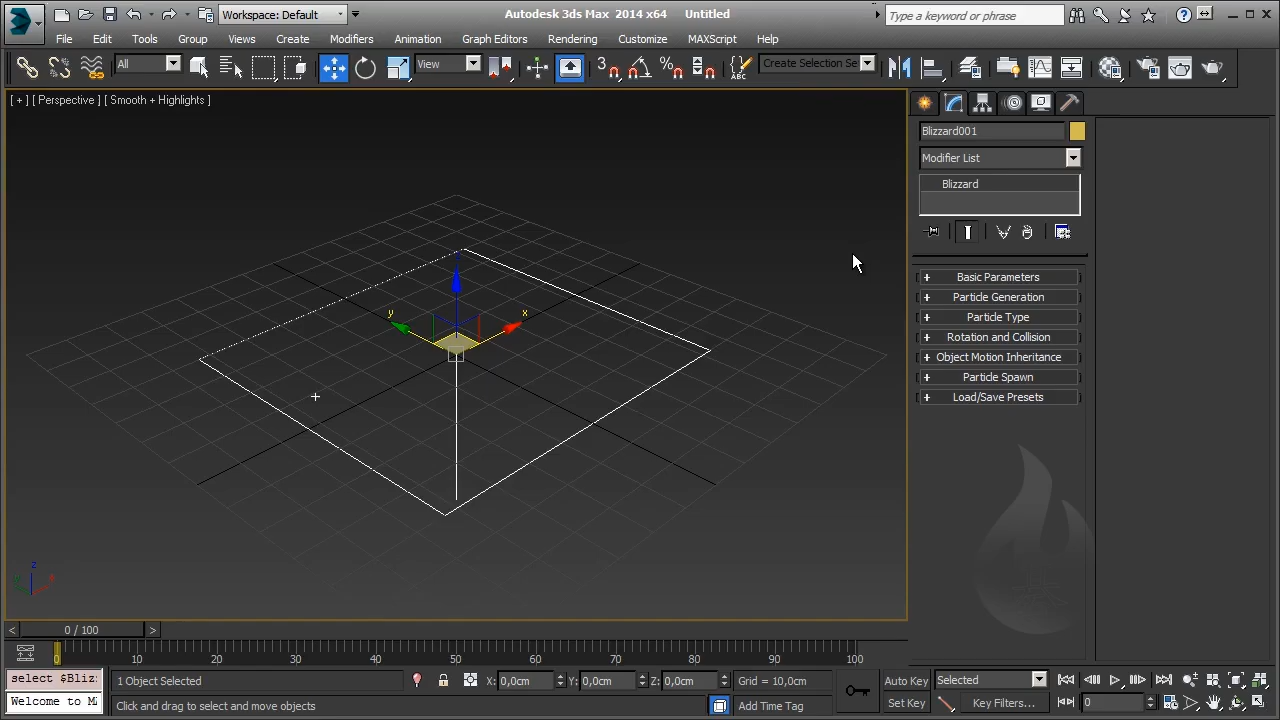 Workspace: Default
Autodesk 3ds Max 2014 x64 Untitled
Type a keyword or phrase
File Edit Tools Group Views Create Modifiers Animation Graph Editors Rendering Customize MAXScript Help
All
View
3
Create Selection Se
[ + ] [ Perspective ] [ Smooth + Highlights ]
Blizzard001
Modifier List
Blizzard
+ Basic Parameters
+ Particle Generation
+ Particle Type
+ Rotation and Collision
+ Object Motion Inheritance
+ Particle Spawn
+ Load/Save Presets
z
y
x
z
< 0 / 100 >
0 10 20 30 40 50 60 70 80 90 100
select $Bliz
1 Object Selected
X: 0,0cm Y: 0,0cm Z: 0,0cm
Grid = 10,0cm
Auto Key
Selected
Welcome to M
Click and drag to select and move objects
Add Time Tag
Set Key
Key Filters...
0